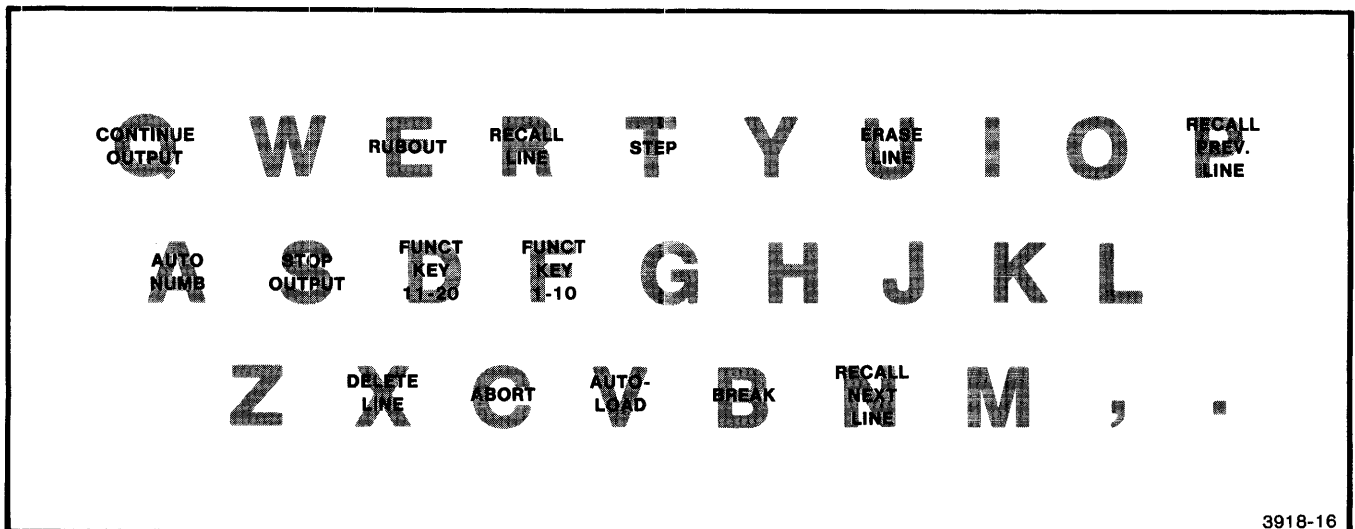 Q W E R T Y U I O P
CONTINUE OUTPUT
RUBOUT
RECALL LINE
STEP
ERASE LINE
RECALL PREV. LINE
A S D F G H J K L
AUTO NUMB
STOP OUTPUT
FUNCT KEY 11-20
FUNCT KEY 1-10
Z X C V B N M , .
DELETE LINE
ABORT
AUTO-LOAD
BREAK
RECALL NEXT LINE
3918-16